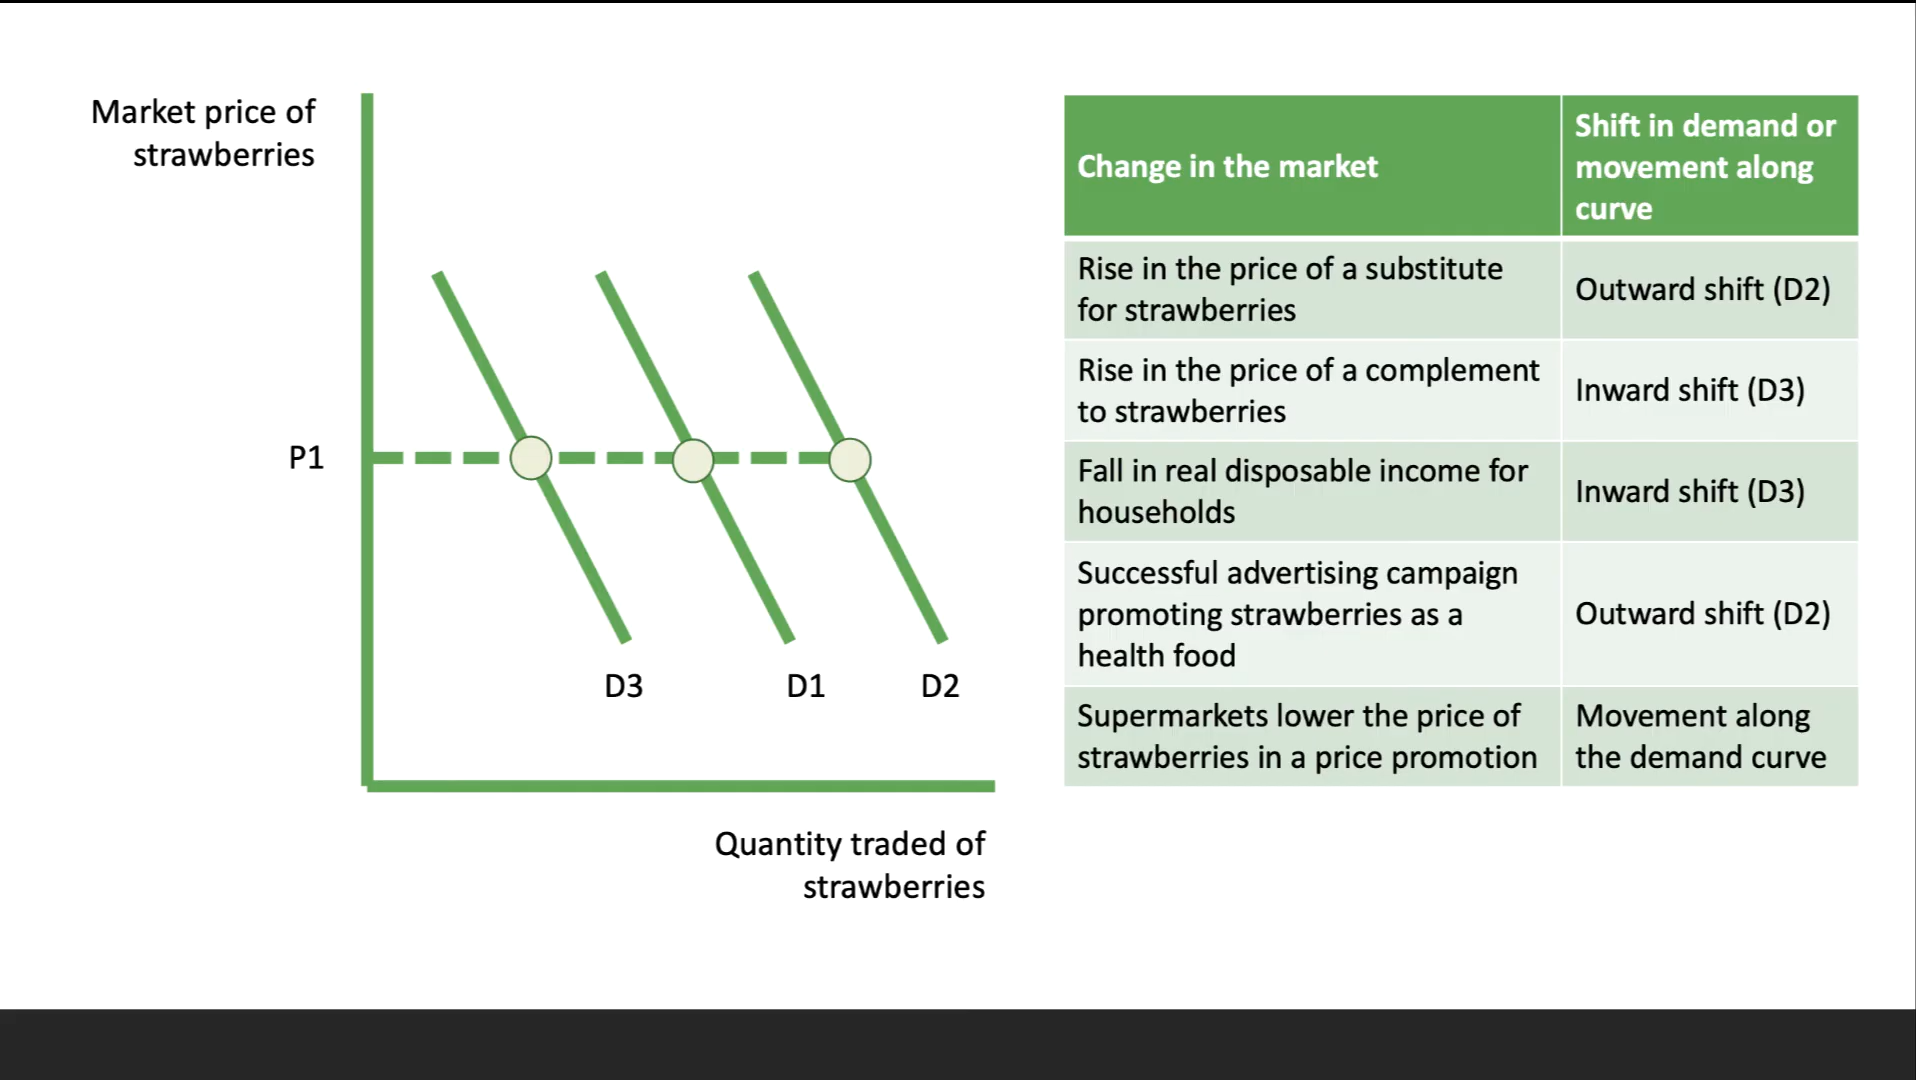 Market price of
strawberries
P1
D3
D1
D2
Quantity traded of
strawberries
Change in the market
Shift in demand or
movement along
curve
Rise in the price of a substitute
for strawberries
Outward shift (D2)
Rise in the price of a complement
to strawberries
Inward shift (D3)
Fall in real disposable income for
households
Inward shift (D3)
Successful advertising campaign
promoting strawberries as a
health food
Outward shift (D2)
Supermarkets lower the price of
strawberries in a price promotion
Movement along
the demand curve